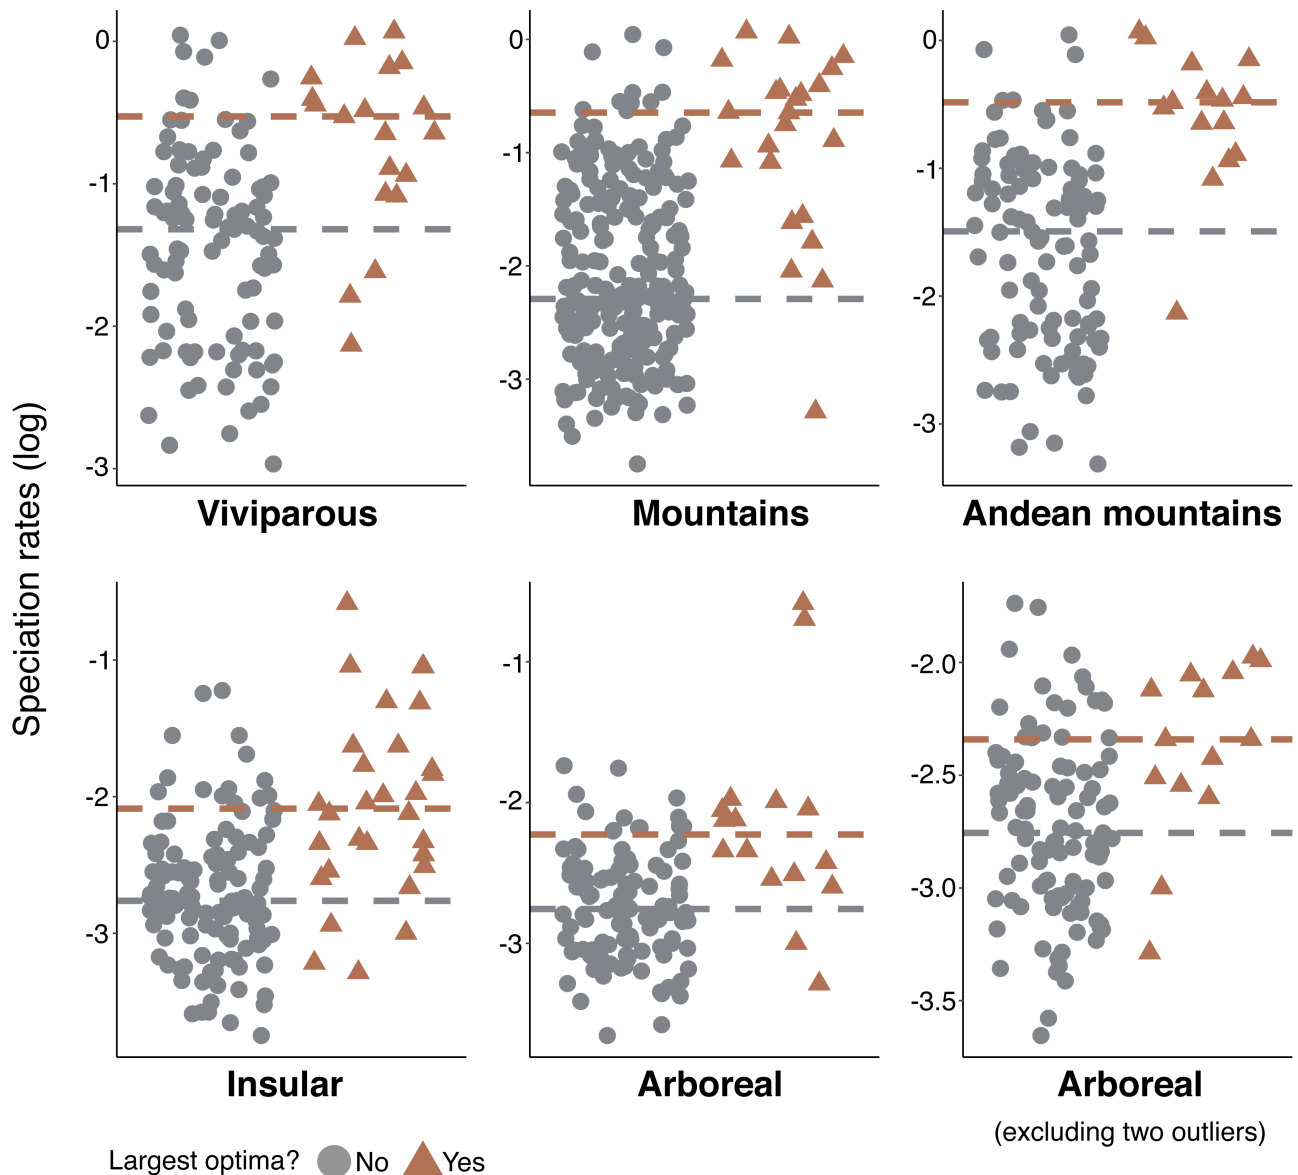 Speciation rates (log)
0
-1
-2
-3
Viviparous
0
-1
-2
-3
Mountains
0
-1
-2
-3
Andean mountains
-1
-2
-3
Insular
-1
-2
-3
Arboreal
-2.0
-2.5
-3.0
-3.5
Arboreal
(excluding two outliers)
Largest optima? No Yes